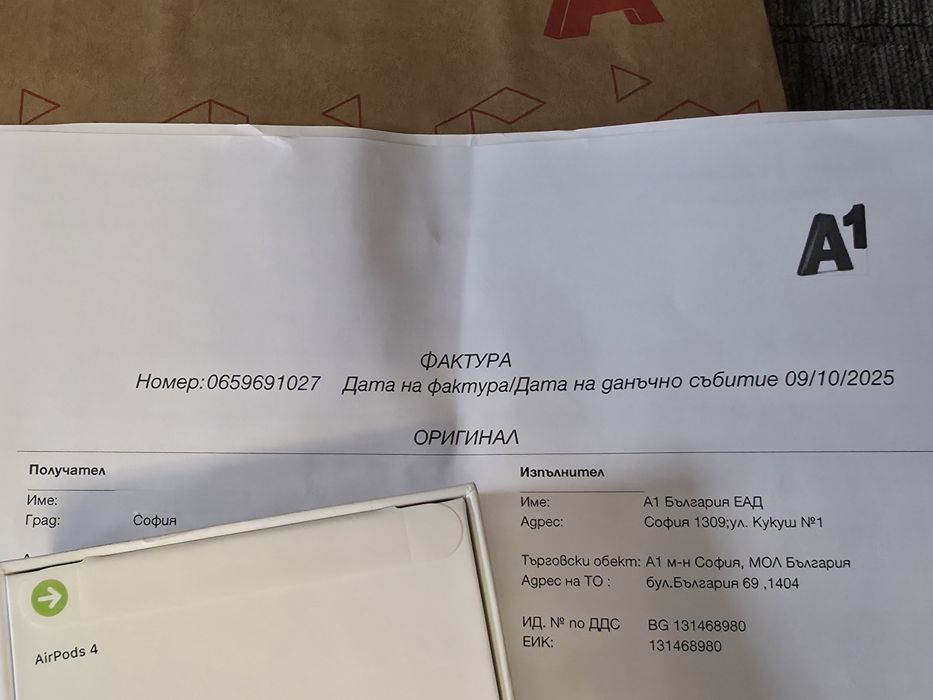 A1
ФАКТУРА
Номер:0659691027 Дата на фактура/Дата на данъчно събитие 09/10/2025
ОРИГИНАЛ
Получател
Име:
Град: София
Изпълнител
Име: А1 България ЕАД
Адрес: София 1309;ул. Кукуш №1
Търговски обект: А1 м-н София, МОЛ България
Адрес на ТО : бул.България 69 ,1404
ИД. № по ДДС BG 131468980
ЕИК: 131468980
AirPods 4